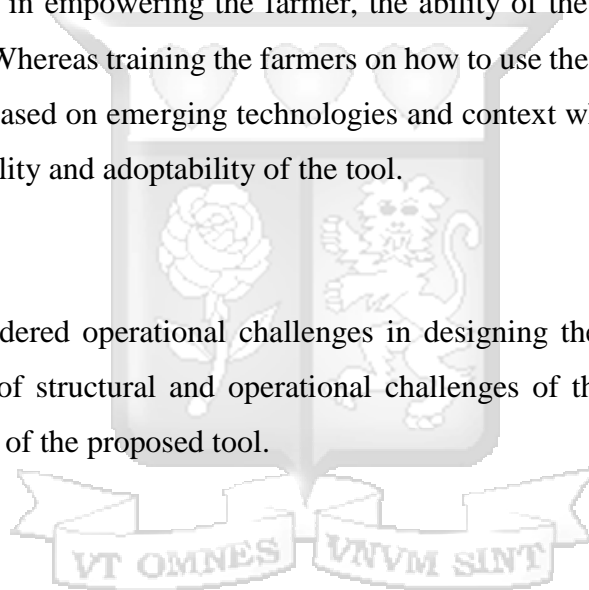 in empowering the farmer, the ability of the
Whereas training the farmers on how to use the
ased on emerging technologies and context w
lity and adoptability of the tool.
dered operational challenges in designing the
of structural and operational challenges of th
of the proposed tool.
VT OMNES VNVM SINT